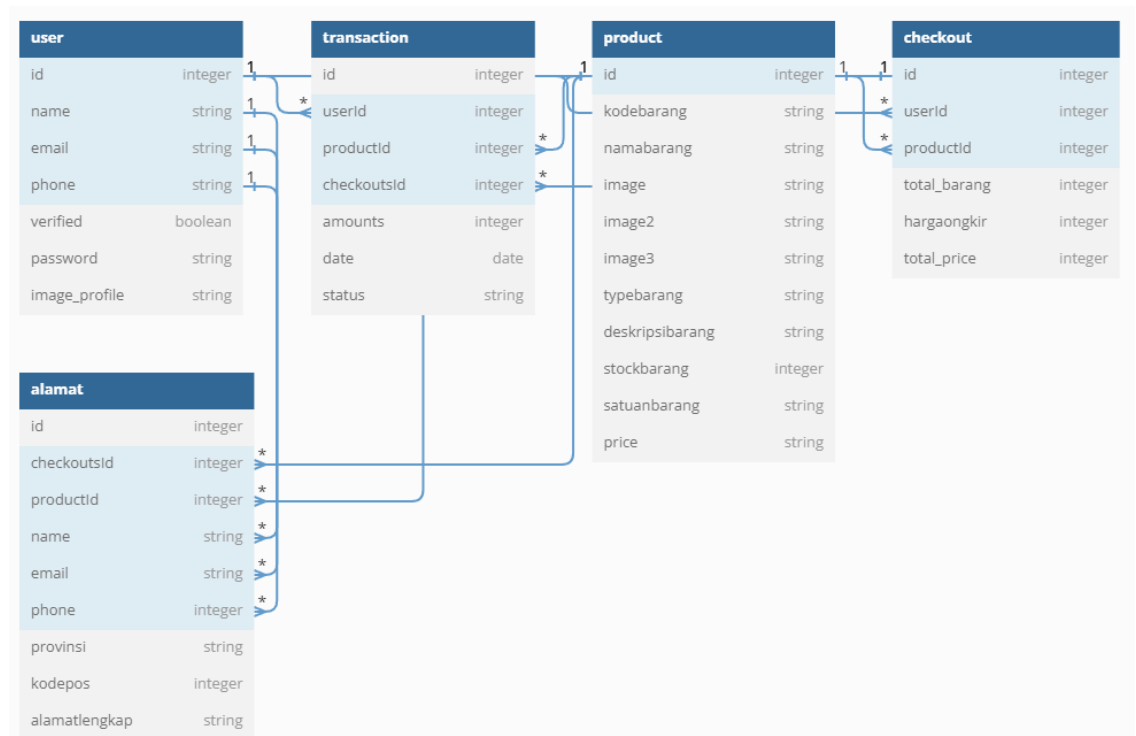 user
id integer
name string
email string
phone string
verified boolean
password string
image_profile string
transaction
id integer
userId integer
productId integer
checkoutsId integer
amounts integer
date date
status string
product
id integer
kodebarang string
namabarang string
image string
image2 string
image3 string
typebarang string
deskripsibarang string
stockbarang integer
satuanbarang string
price string
checkout
id integer
userId integer
productId integer
total_barang integer
hargaongkir integer
total_price integer
alamat
id integer
checkoutsId integer
productId integer
name string
email string
phone integer
provinsi string
kodepos integer
alamatlengkap string
1
1
1
1
*
*
*
1
1
1
*
*
*
*
*
*
*